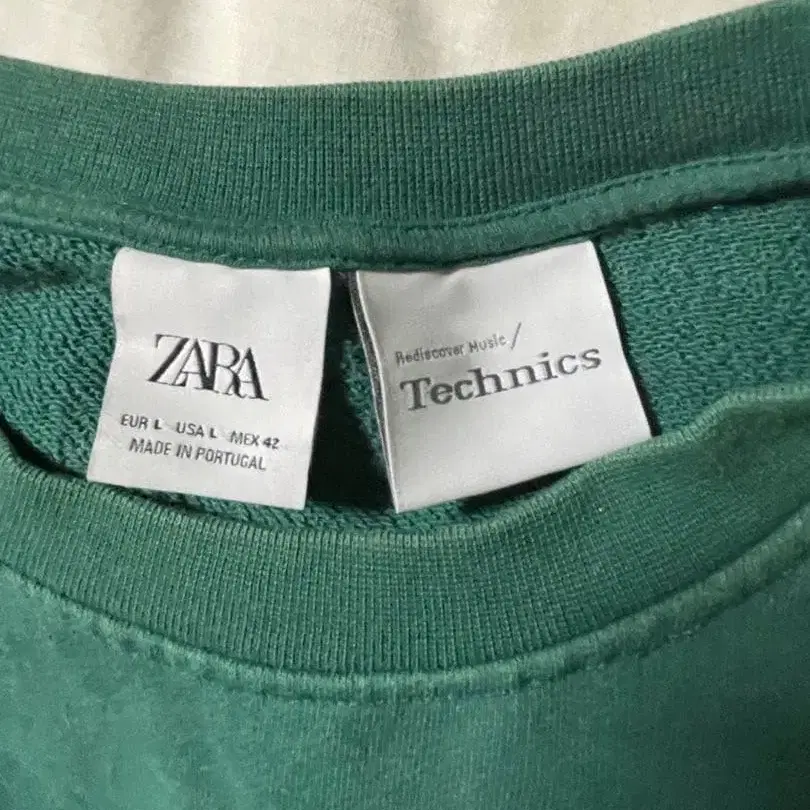 ZARA
EUR L USA L MEX 42
MADE IN PORTUGAL
Rediscover Music /
Technics